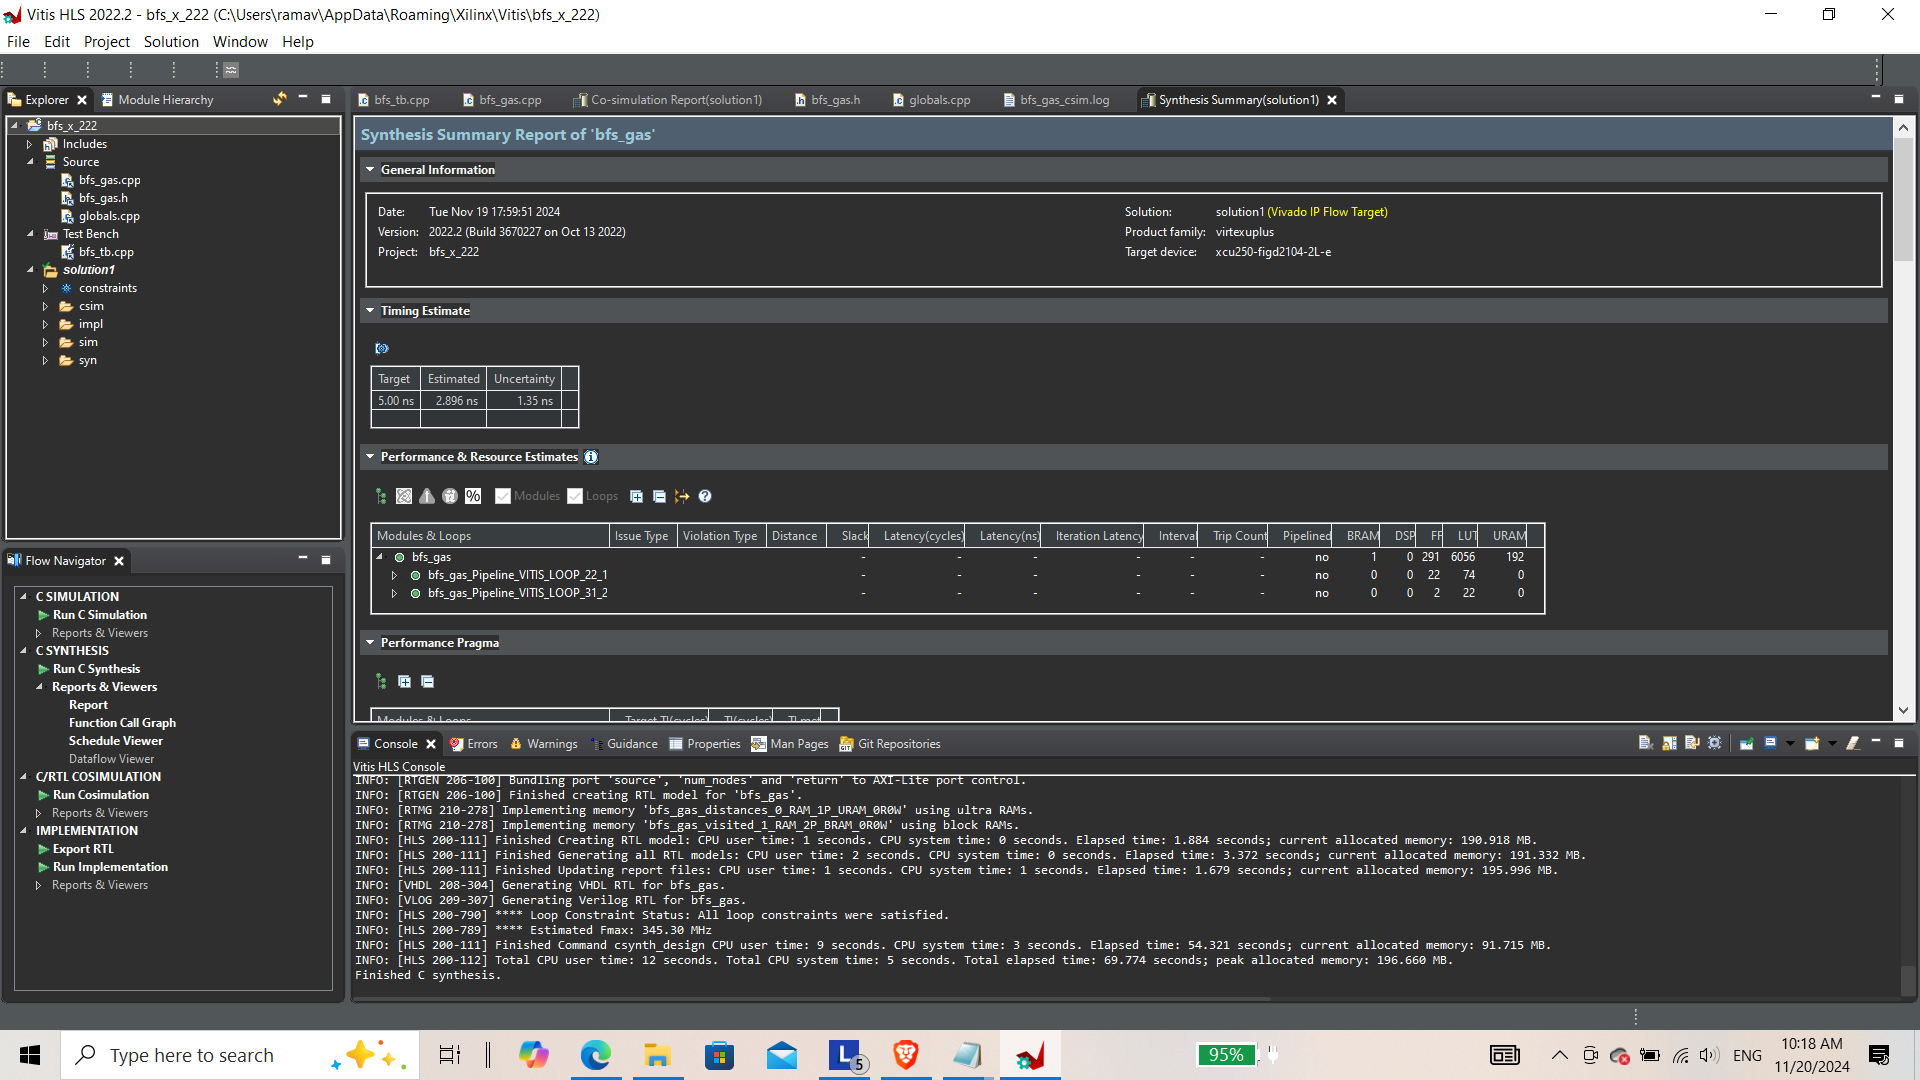 Vitis HLS 2022.2 - bfs_x_222 (C:\Users\ramav\AppData\Roaming\Xilinx\Vitis\bfs_x_222)
File Edit Project Solution Window Help
Explorer Module Hierarchy
bfs_x_222
Includes
Source
bfs_gas.cpp
bfs_gas.h
globals.cpp
Test Bench
bfs_tb.cpp
solution1
constraints
csim
impl
sim
syn
Flow Navigator
C SIMULATION
Run C Simulation
Reports & Viewers
C SYNTHESIS
Run C Synthesis
Reports & Viewers
Report
Function Call Graph
Schedule Viewer
Dataflow Viewer
C/RTL COSIMULATION
Run Cosimulation
Reports & Viewers
IMPLEMENTATION
Export RTL
Run Implementation
Reports & Viewers
bfs_tb.cpp bfs_gas.cpp Co-simulation Report(solution1) bfs_gas.h globals.cpp bfs_gas_csim.log Synthesis Summary(solution1)
Synthesis Summary Report of 'bfs_gas'
General Information
Date: Tue Nov 19 17:59:51 2024 Solution: solution1 (Vivado IP Flow Target)
Version: 2022.2 (Build 3670227 on Oct 13 2022) Product family: virtexuplus
Project: bfs_x_222 Target device: xcu250-figd2104-2L-e
Timing Estimate
Target Estimated Uncertainty
5.00 ns 2.896 ns 1.35 ns
Performance & Resource Estimates
% Modules Loops
Modules & Loops Issue Type Violation Type Distance Slack Latency(cycles) Latency(ns) Iteration Latency Interval Trip Count Pipelined BRAM DSP FF LUT URAM
bfs_gas - - - - - - no 1 0 291 6056 192
bfs_gas_Pipeline_VITIS_LOOP_22_1 - - - - - - no 0 0 22 74 0
bfs_gas_Pipeline_VITIS_LOOP_31_2 - - - - - - no 0 0 2 22 0
Performance Pragma
Modules & Loops Target TI(cycles) TI(cycles) TI met
Console Errors Warnings Guidance Properties Man Pages Git Repositories
Vitis HLS Console
INFO: [RTGEN 206-100] Bundling port 'source', 'num_nodes' and 'return' to AXI-Lite port control.
INFO: [RTGEN 206-100] Finished creating RTL model for 'bfs_gas'.
INFO: [RTMG 210-278] Implementing memory 'bfs_gas_distances_0_RAM_1P_URAM_0R0W' using ultra RAMs.
INFO: [RTMG 210-278] Implementing memory 'bfs_gas_visited_1_RAM_2P_BRAM_0R0W' using block RAMs.
INFO: [HLS 200-111] Finished Creating RTL model: CPU user time: 1 seconds. CPU system time: 0 seconds. Elapsed time: 1.884 seconds; current allocated memory: 190.918 MB.
INFO: [HLS 200-111] Finished Generating all RTL models: CPU user time: 2 seconds. CPU system time: 0 seconds. Elapsed time: 3.372 seconds; current allocated memory: 191.332 MB.
INFO: [HLS 200-111] Finished Updating report files: CPU user time: 1 seconds. CPU system time: 1 seconds. Elapsed time: 1.679 seconds; current allocated memory: 195.996 MB.
INFO: [VHDL 208-304] Generating VHDL RTL for bfs_gas.
INFO: [VLOG 209-307] Generating Verilog RTL for bfs_gas.
INFO: [HLS 200-790] **** Loop Constraint Status: All loop constraints were satisfied.
INFO: [HLS 200-789] **** Estimated Fmax: 345.30 MHz
INFO: [HLS 200-111] Finished Command csynth_design CPU user time: 9 seconds. CPU system time: 3 seconds. Elapsed time: 54.321 seconds; current allocated memory: 91.715 MB.
INFO: [HLS 200-112] Total CPU user time: 12 seconds. Total CPU system time: 5 seconds. Total elapsed time: 69.774 seconds; peak allocated memory: 196.660 MB.
Finished C synthesis.
Type here to search
L 5
95%
ENG
10:18 AM
11/20/2024